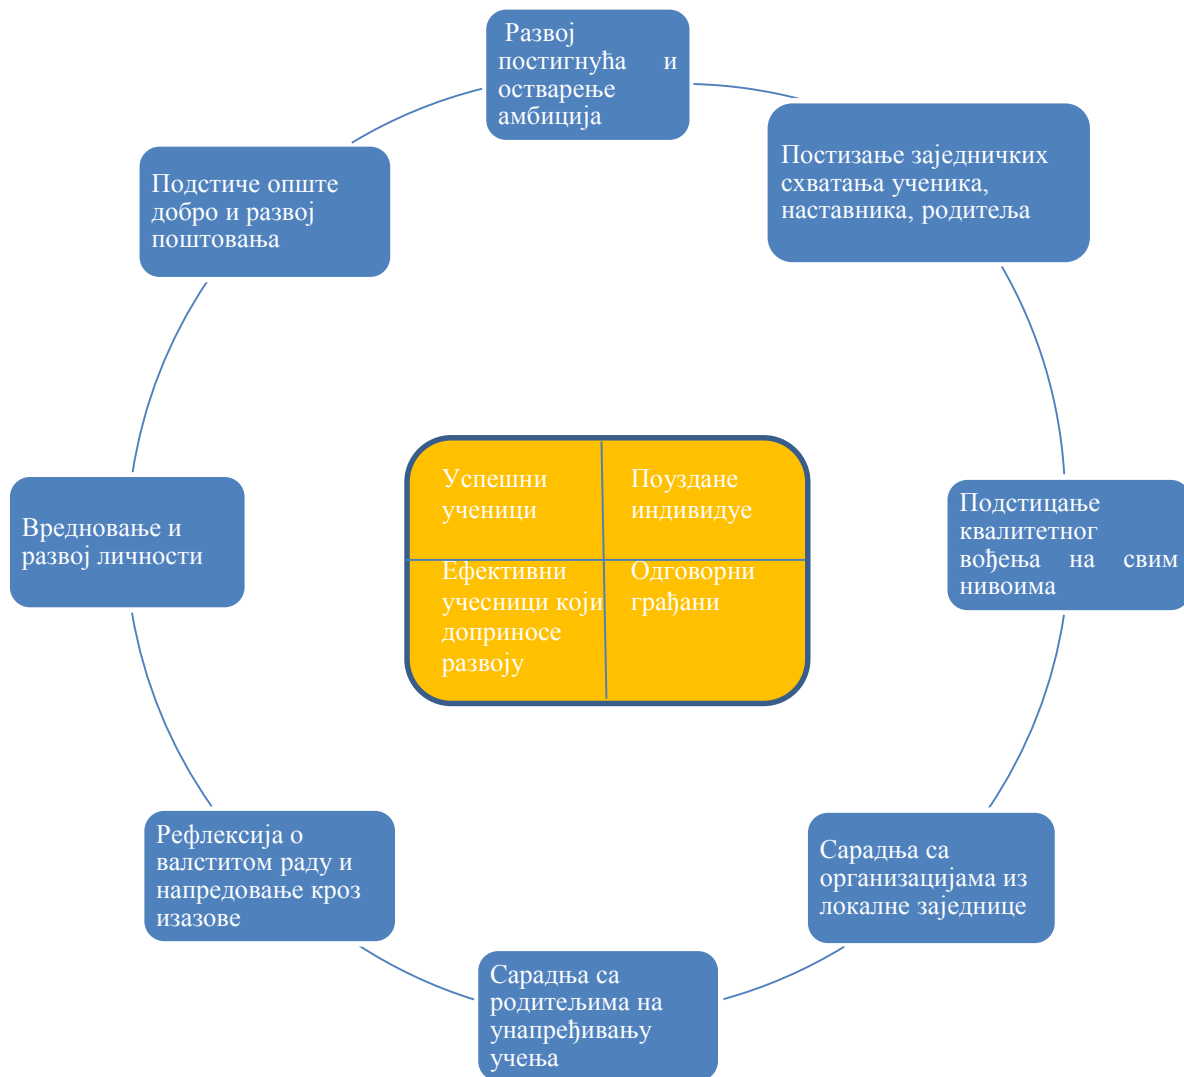 Развој
постигнућа и
остварење
амбиција
Постизање заједничких
схватања ученика,
наставника, родитеља
Подстиче опште
добро и развој
поштовања
Успешни
ученици
Поуздане
индивидуе
Ефективни
учесници који
доприносе
развоју
Одговорни
грађани
Вредновање и
развој личности
Подстицање
квалитетног
вођења на свим
нивоима
Рефлексија о
валститом раду и
напредовање кроз
изазове
Сарадња са
организацијама из
локалне заједнице
Сарадња са
родитељима на
унапређивању
учења